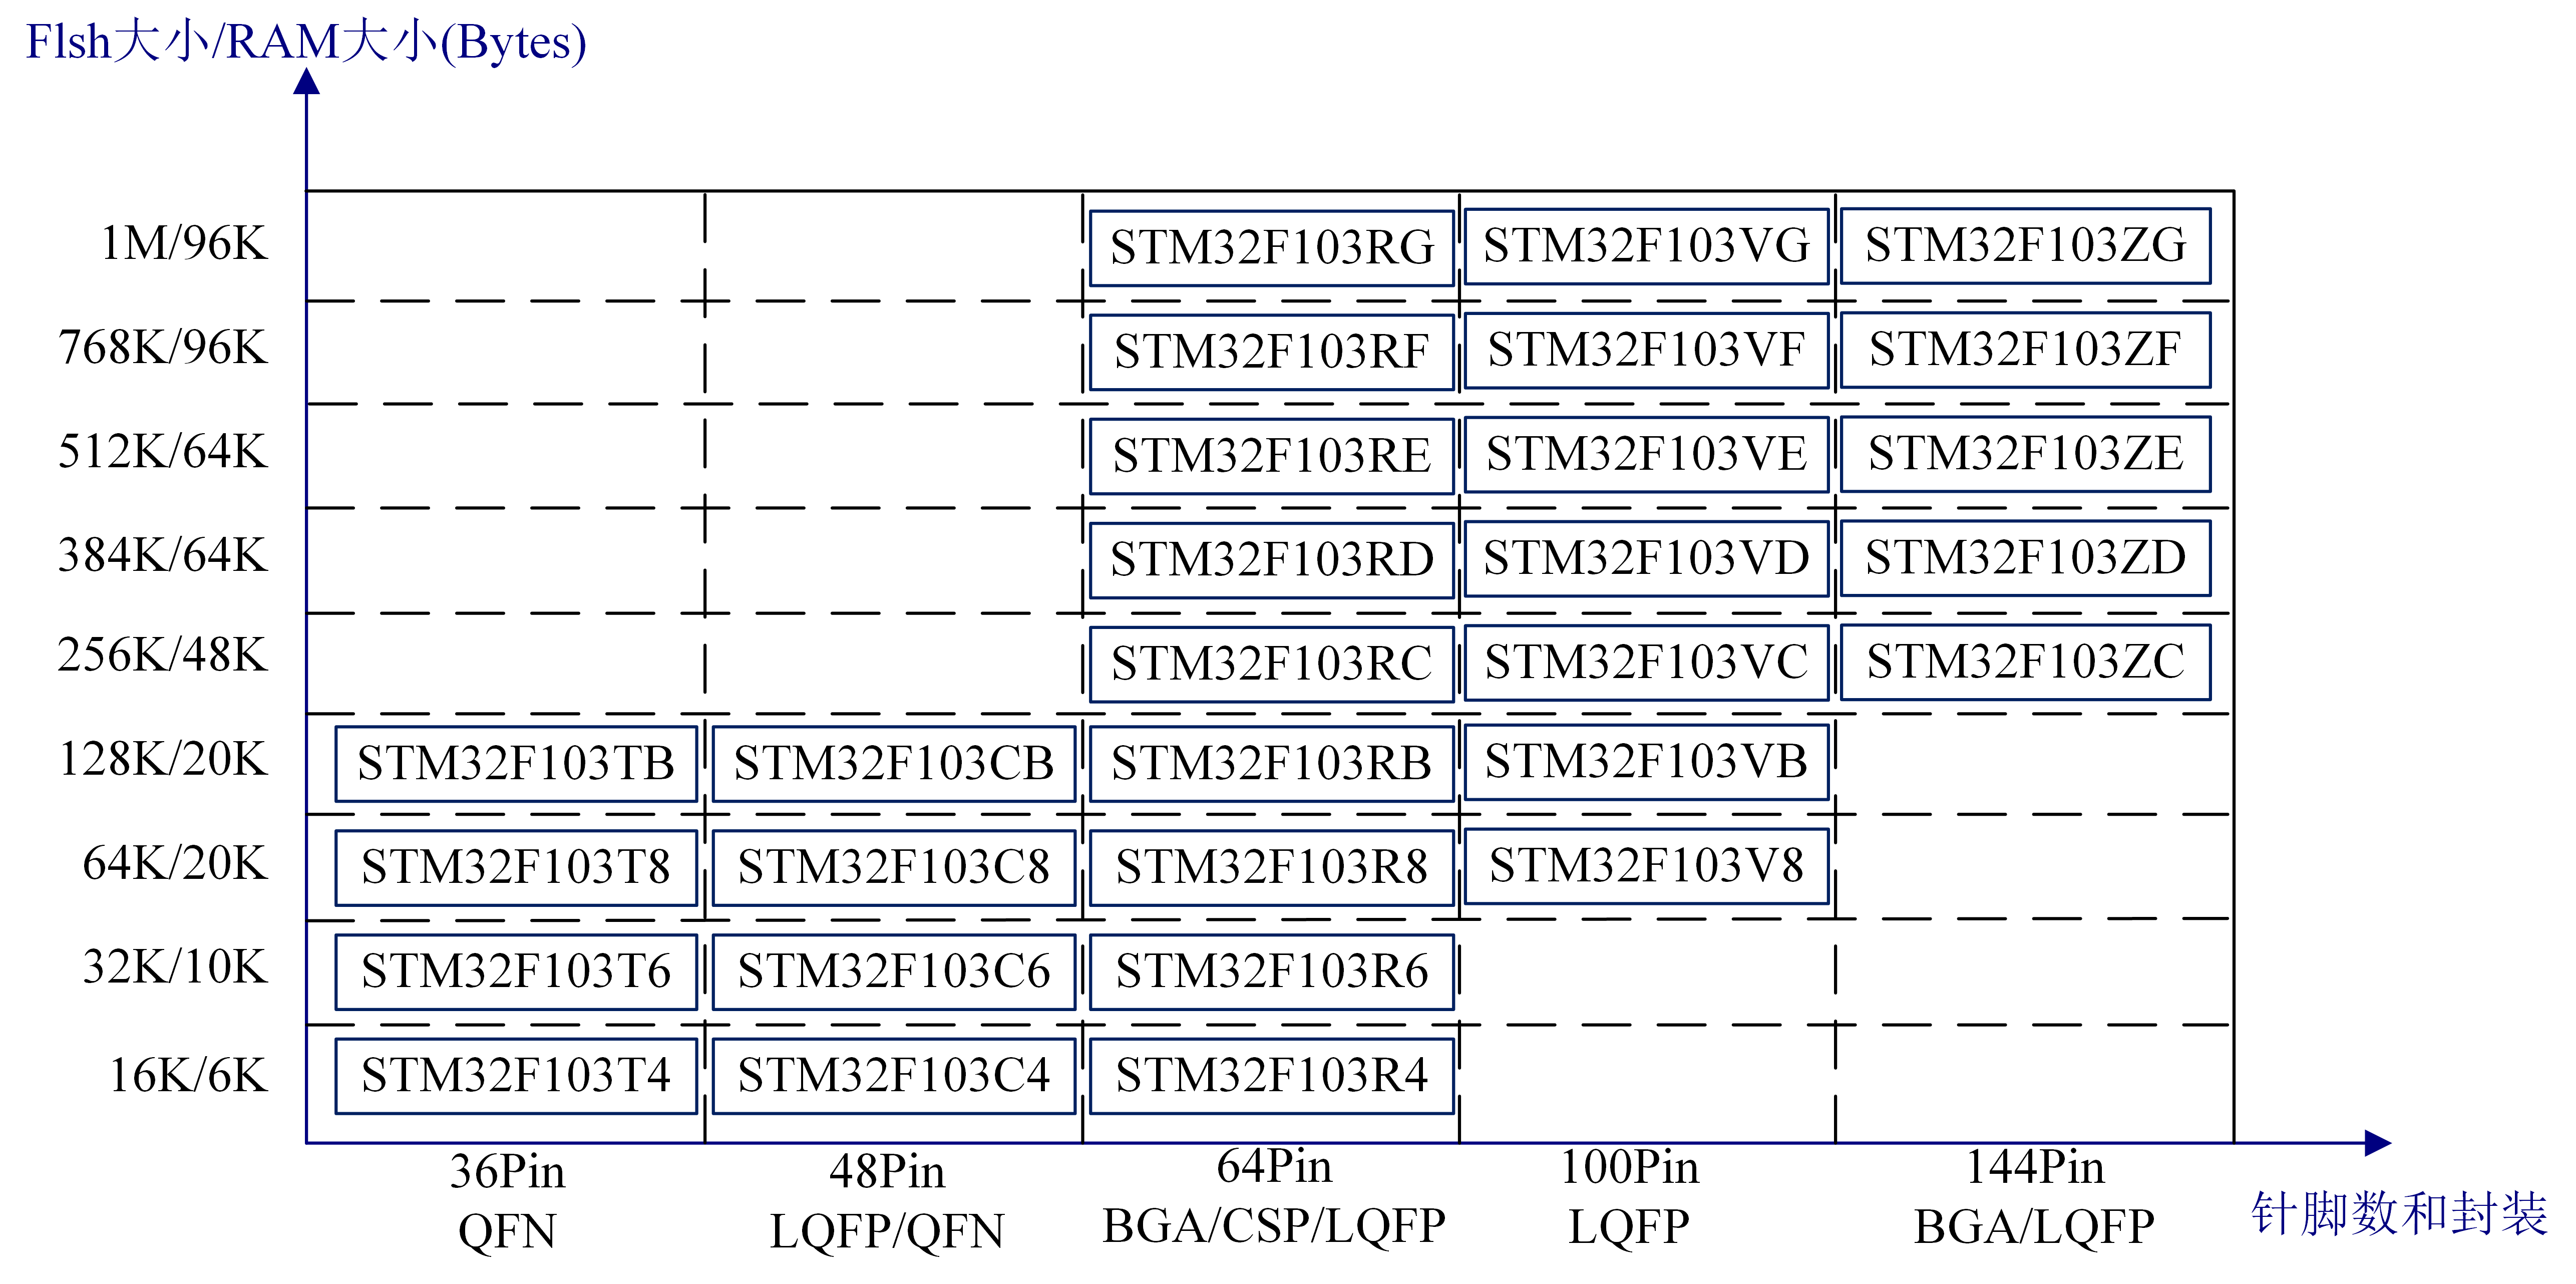 Flsh大小/RAM大小(Bytes)
1M/96K STM32F103RG STM32F103VG STM32F103ZG
768K/96K STM32F103RF STM32F103VF STM32F103ZF
512K/64K STM32F103RE STM32F103VE STM32F103ZE
384K/64K STM32F103RD STM32F103VD STM32F103ZD
256K/48K STM32F103RC STM32F103VC STM32F103ZC
128K/20K STM32F103TB STM32F103CB STM32F103RB STM32F103VB
64K/20K STM32F103T8 STM32F103C8 STM32F103R8 STM32F103V8
32K/10K STM32F103T6 STM32F103C6 STM32F103R6
16K/6K STM32F103T4 STM32F103C4 STM32F103R4
36Pin 48Pin 64Pin 100Pin 144Pin
QFN LQFP/QFN BGA/CSP/LQFP LQFP BGA/LQFP
针脚数和封装